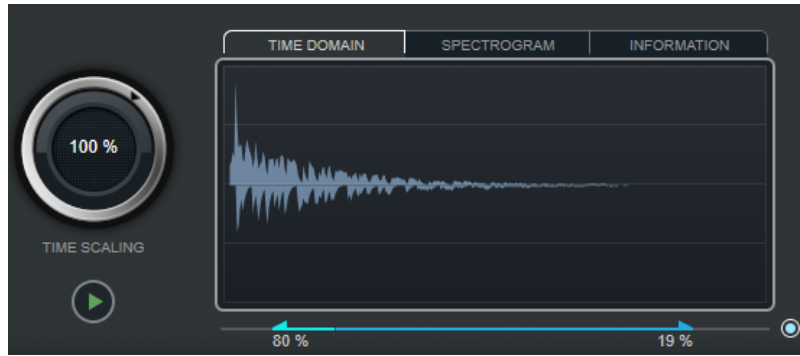 TIME DOMAIN
SPECTROGRAM
INFORMATION
100 %
TIME SCALING
80 %
19 %